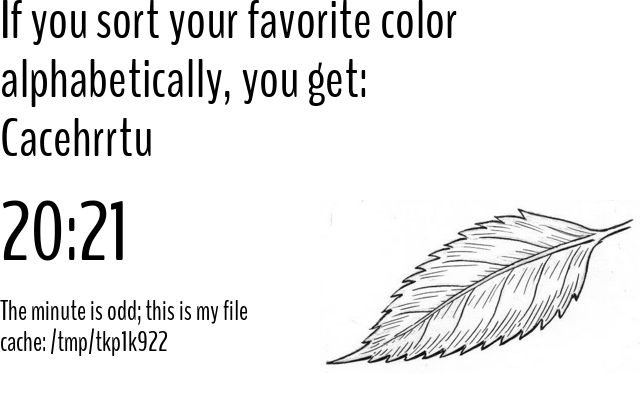 If you sort your favorite color
alphabetically, you get:
Cacehrrtu
20:21
The minute is odd; this is my file
cache: /tmp/tkp1k922